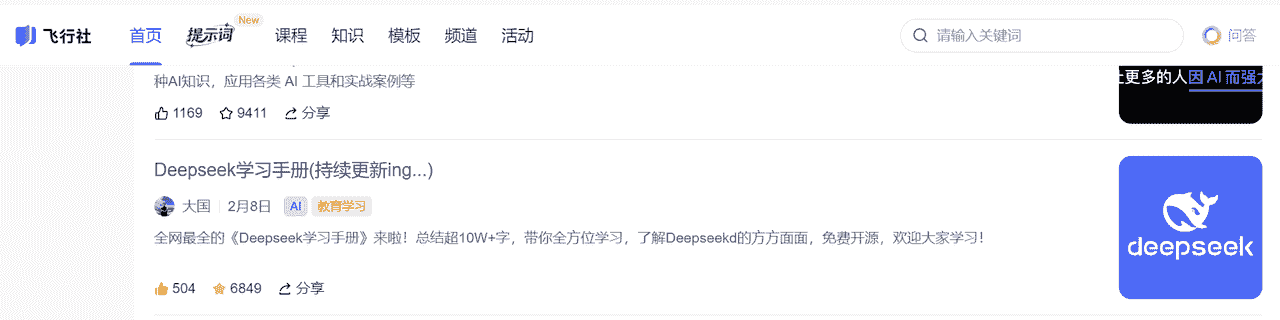 飞行社
首页
提示词
New
课程
知识
模板
频道
活动
请输入关键词
问答
种AI知识，应用各类 AI 工具和实战案例等
1169
9411
分享
更多的人因 AI 而强
Deepseek学习手册(持续更新ing...)
大国
2月8日
AI
教育学习
全网最全的《Deepseek学习手册》来啦！总结超10W+字，带你全方位学习，了解Deepseekd的方方面面，免费开源，欢迎大家学习！
deepseek
504
6849
分享